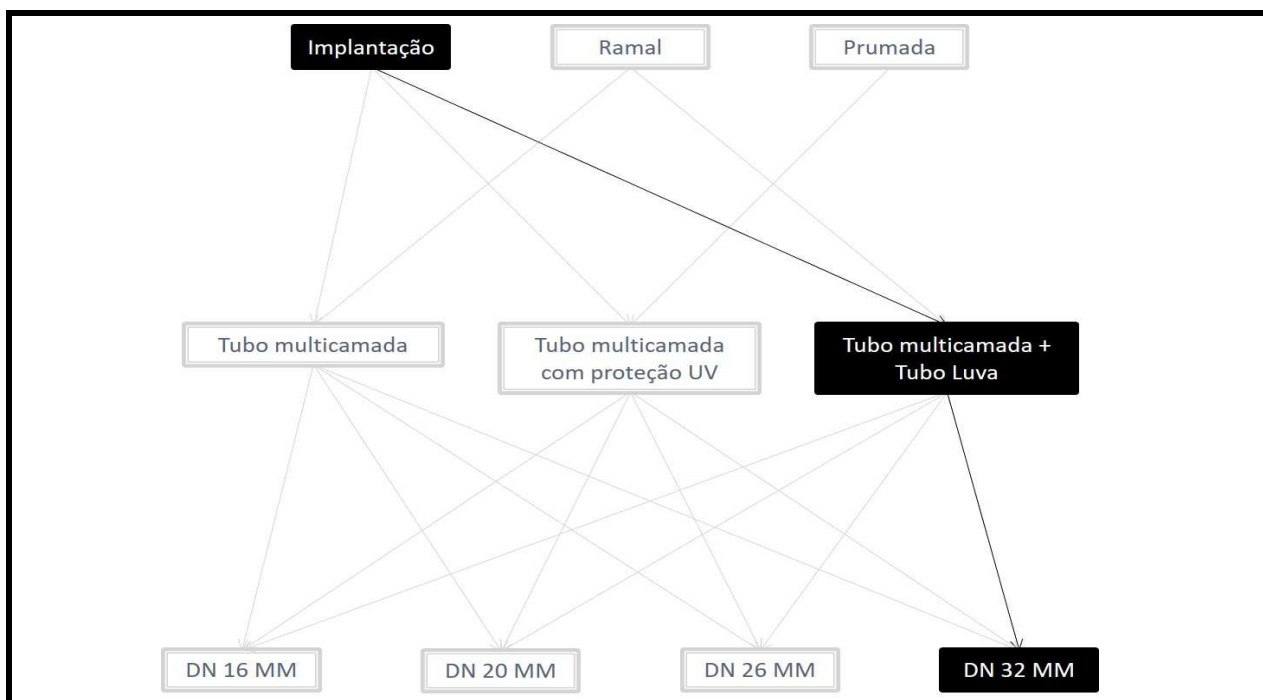 Implantação
Ramal
Prumada
Tubo multicamada
Tubo multicamada
com proteção UV
Tubo multicamada +
Tubo Luva
DN 16 MM
DN 20 MM
DN 26 MM
DN 32 MM